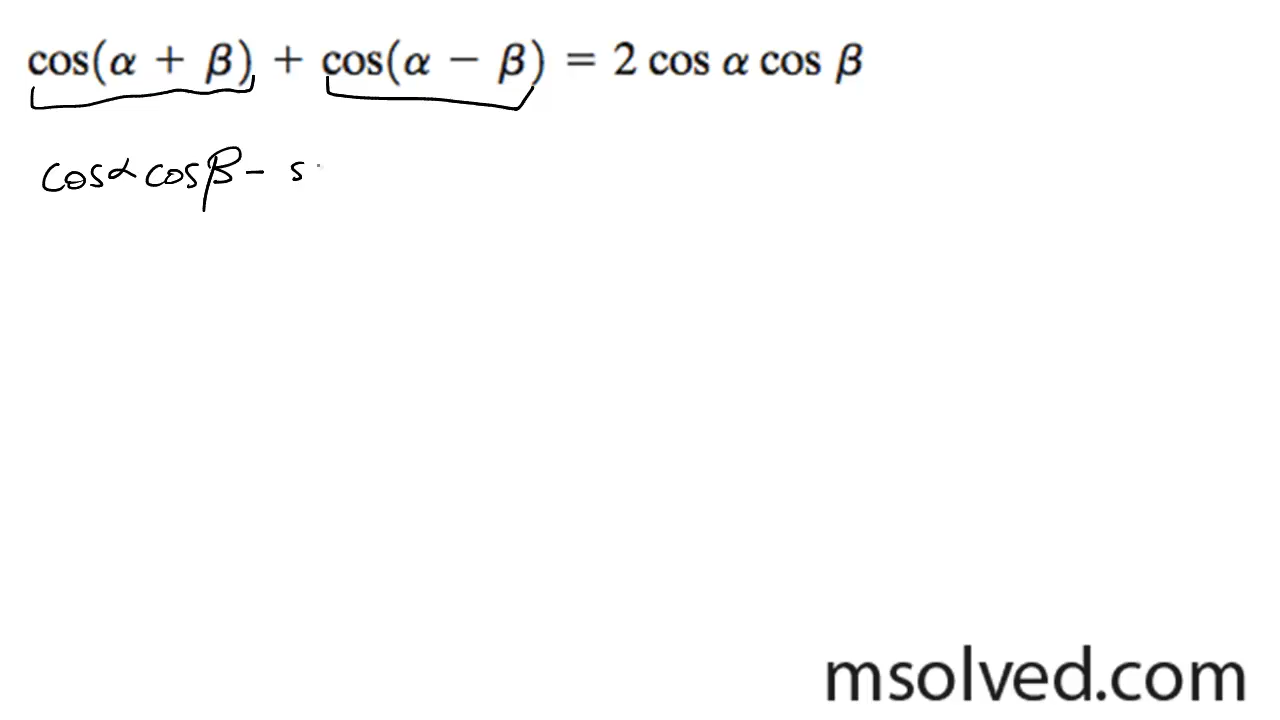 cos(α + β) + cos(α − β) = 2 cos α cos β
cosα cosβ − s
msolved.com